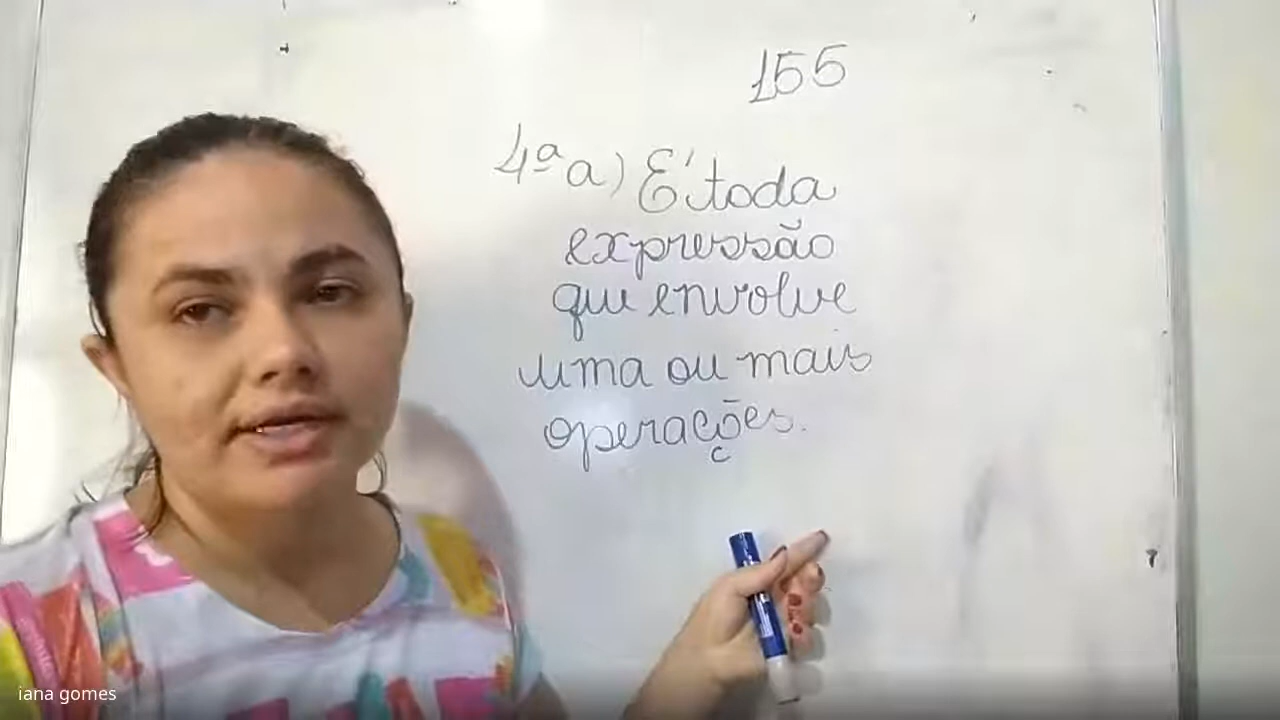 155
4ª a) É toda
expressão
que envolve
uma ou mais
operações.
iana gomes